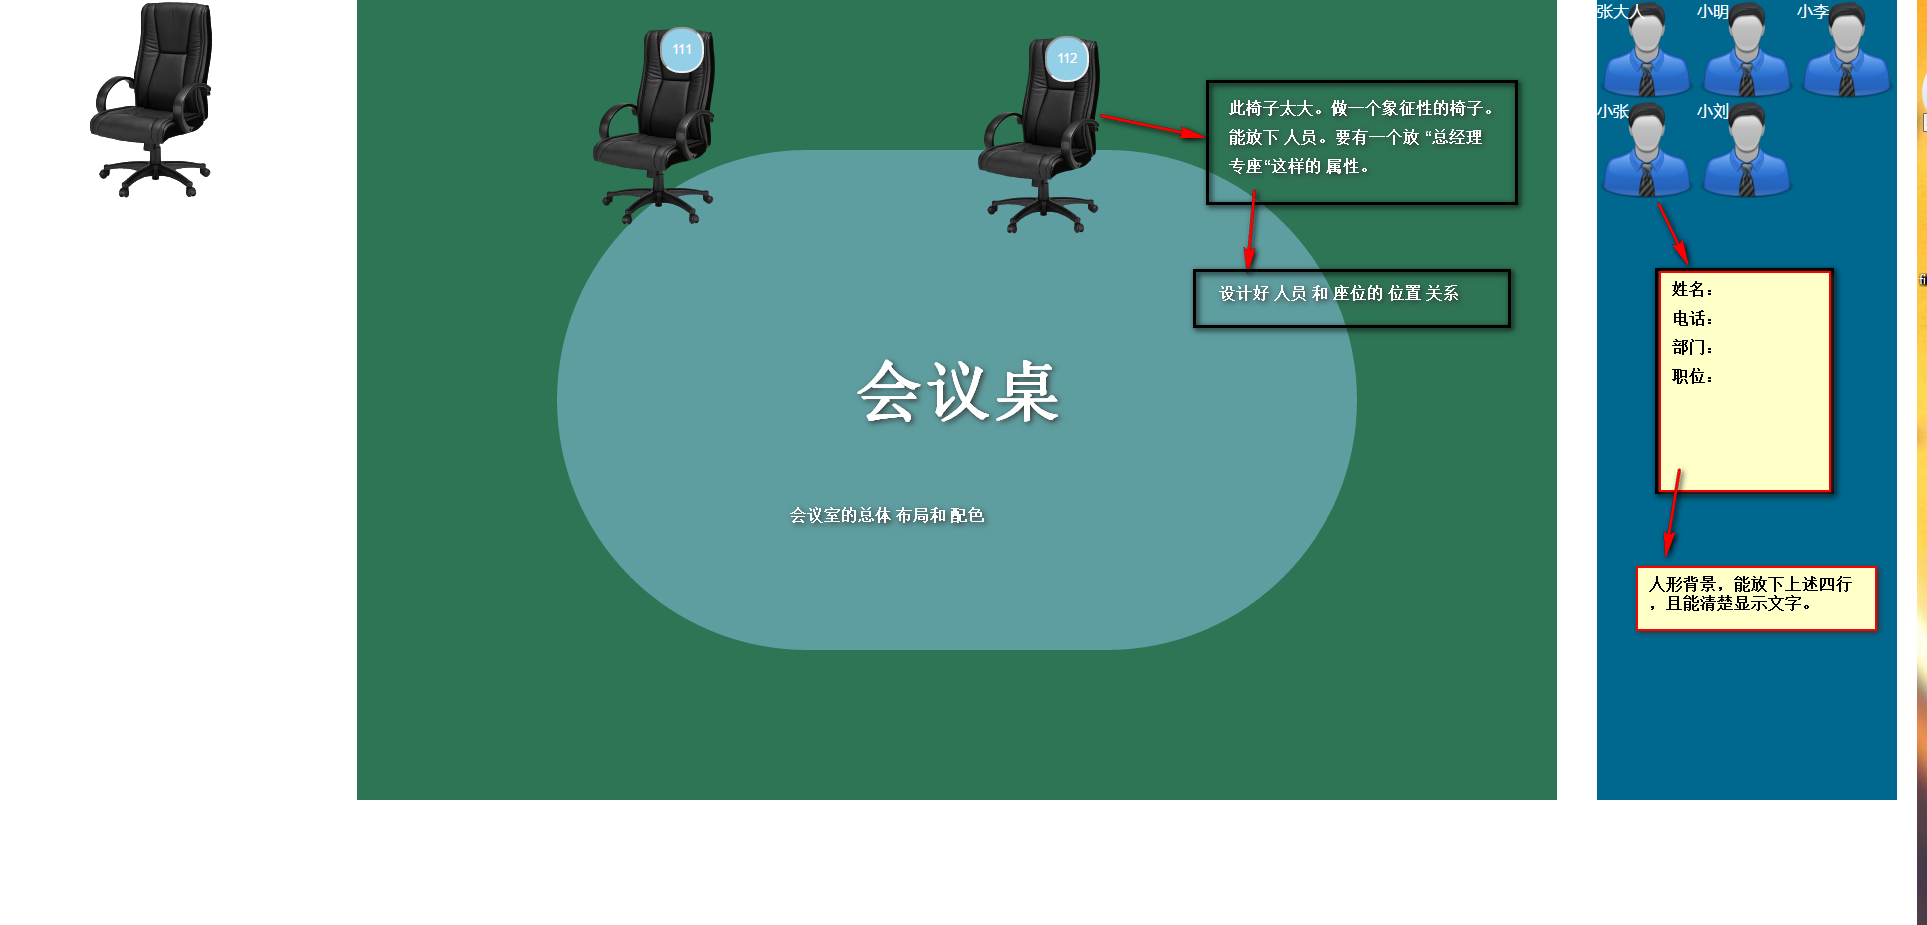 111
112
此椅子太大。做一个象征性的椅子。
能放下 人员。要有一个放 “总经理
专座“这样的 属性。
设计好 人员 和 座位的 位置 关系
会议桌
会议室的总体 布局和 配色
张大人
小明
小李
小张
小刘
姓名：
电话：
部门：
职位：
人形背景，能放下上述四行
，且能清楚显示文字。